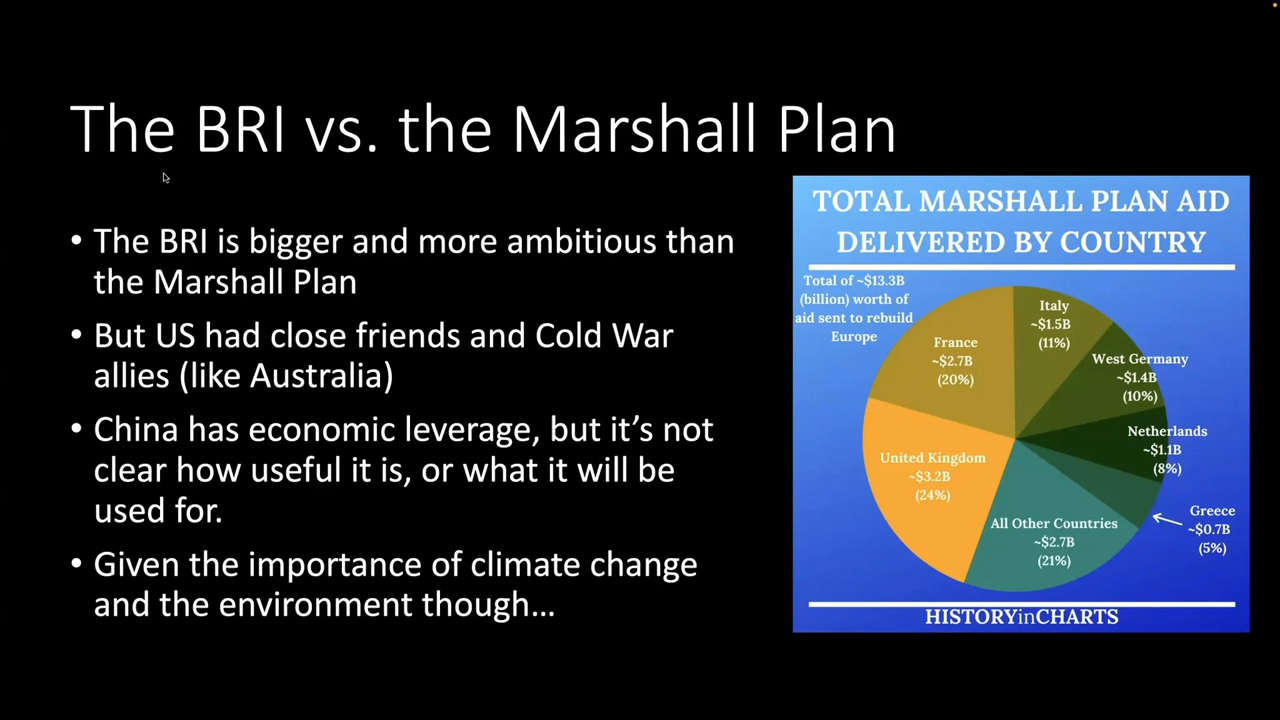 The BRI vs. the Marshall Plan
• The BRI is bigger and more ambitious than
the Marshall Plan
• But US had close friends and Cold War
allies (like Australia)
• China has economic leverage, but it’s not
clear how useful it is, or what it will be
used for.
• Given the importance of climate change
and the environment though…
TOTAL MARSHALL PLAN AID
DELIVERED BY COUNTRY
Total of ~$13.3B
(billion) worth of
aid sent to rebuild
Europe
Italy
~$1.5B
(11%)
France
~$2.7B
(20%)
West Germany
~$1.4B
(10%)
Netherlands
~$1.1B
(8%)
United Kingdom
~$3.2B
(24%)
Greece
~$0.7B
(5%)
All Other Countries
~$2.7B
(21%)
HISTORYinCHARTS